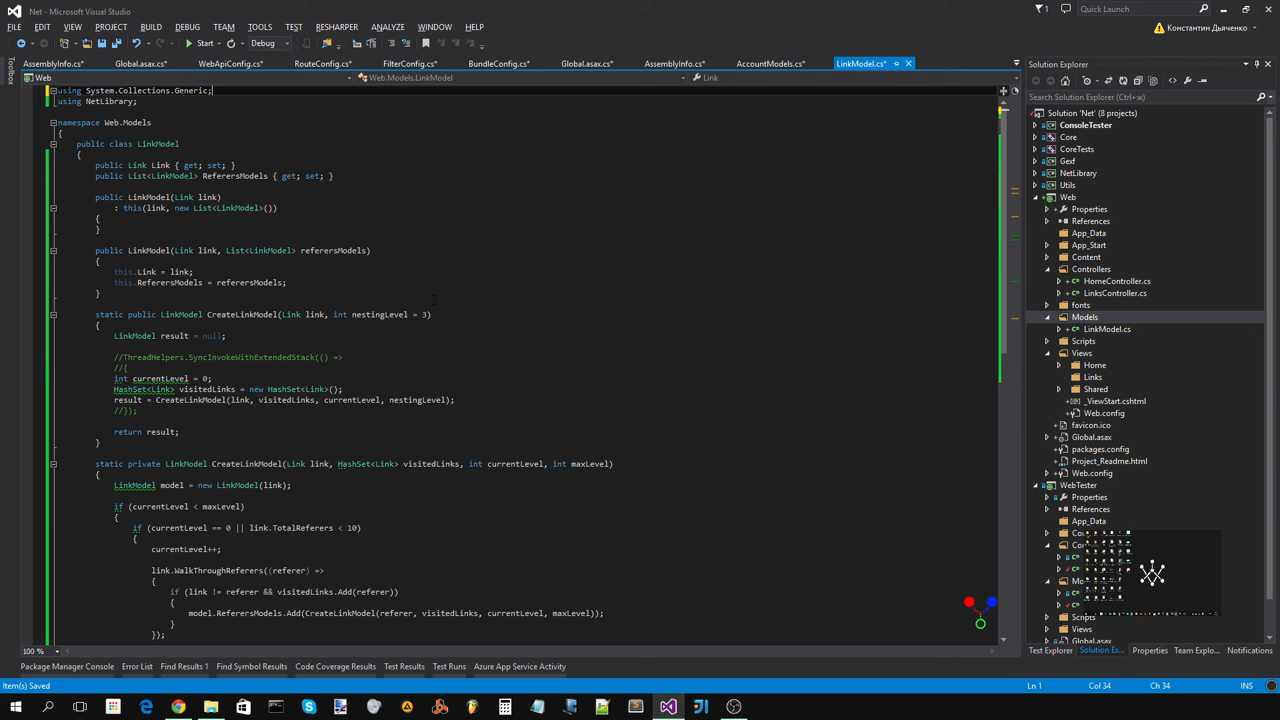 Net - Microsoft Visual Studio
1
Quick Launch (Ctrl+Q)
FILE EDIT VIEW PROJECT BUILD DEBUG TEAM TOOLS TEST RESHARPER ANALYZE WINDOW HELP
Константин Дьяченко
Start Debug
AssemblyInfo.cs* Global.asax.cs* WebApiConfig.cs* RouteConfig.cs* FilterConfig.cs* BundleConfig.cs* Global.asax.cs* AssemblyInfo.cs* AccountModels.cs* LinkModel.cs*
Toolbox
Web Web.Models.LinkModel Link
using System.Collections.Generic;
using NetLibrary;
namespace Web.Models
{
public class LinkModel
{
public Link Link { get; set; }
public List<LinkModel> ReferersModels { get; set; }
public LinkModel(Link link)
: this(link, new List<LinkModel>())
{
}
public LinkModel(Link link, List<LinkModel> referersModels)
{
this.Link = link;
this.ReferersModels = referersModels;
}
static public LinkModel CreateLinkModel(Link link, int nestingLevel = 3)
{
LinkModel result = null;
//ThreadHelpers.SyncInvokeWithExtendedStack(() =>
//{
int currentLevel = 0;
HashSet<Link> visitedLinks = new HashSet<Link>();
result = CreateLinkModel(link, visitedLinks, currentLevel, nestingLevel);
//});
return result;
}
static private LinkModel CreateLinkModel(Link link, HashSet<Link> visitedLinks, int currentLevel, int maxLevel)
{
LinkModel model = new LinkModel(link);
if (currentLevel < maxLevel)
{
if (currentLevel == 0 || link.TotalReferers < 10)
{
currentLevel++;
link.WalkThroughReferers((referer) =>
{
if (link != referer && visitedLinks.Add(referer))
{
model.ReferersModels.Add(CreateLinkModel(referer, visitedLinks, currentLevel, maxLevel));
}
});
100 %
Solution Explorer
Search Solution Explorer (Ctrl+ж)
Solution 'Net' (8 projects)
ConsoleTester
Core
CoreTests
Gexf
NetLibrary
Utils
Web
Properties
References
App_Data
App_Start
Content
Controllers
HomeController.cs
LinksController.cs
fonts
Models
LinkModel.cs
Scripts
Views
Home
Links
Shared
_ViewStart.cshtml
Web.config
favicon.ico
Global.asax
packages.config
Project_Readme.html
Web.config
WebTester
Properties
References
App_Data
Views
Global.asax
Test Explorer Solution Ex... Properties Team Explo... Notifications
Package Manager Console Error List Find Results 1 Find Symbol Results Code Coverage Results Test Results Test Runs Azure App Service Activity
Item(s) Saved Ln 1 Col 34 Ch 34 INS